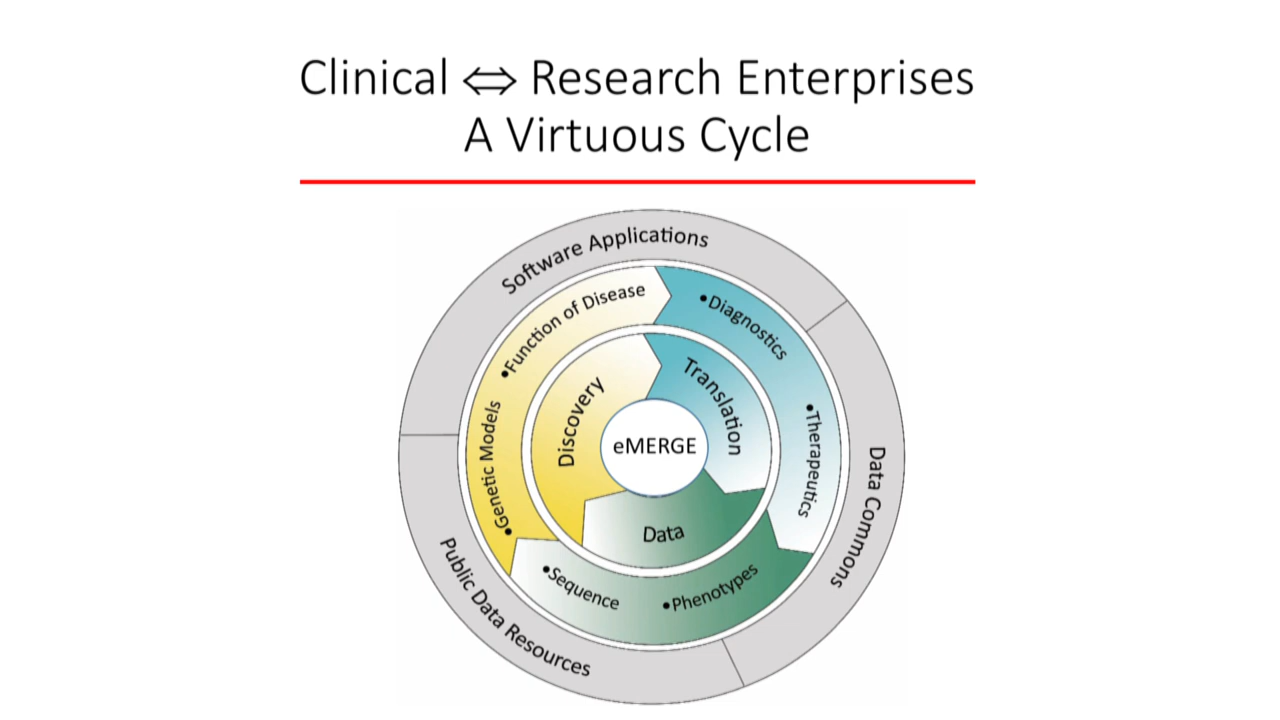 Clinical ⇔ Research Enterprises
A Virtuous Cycle
Software Applications
•Function of Disease
•Diagnostics
Translation
Discovery
•Genetic Models
eMERGE
•Therapeutics
Data Commons
Data
•Sequence
•Phenotypes
Public Data Resources